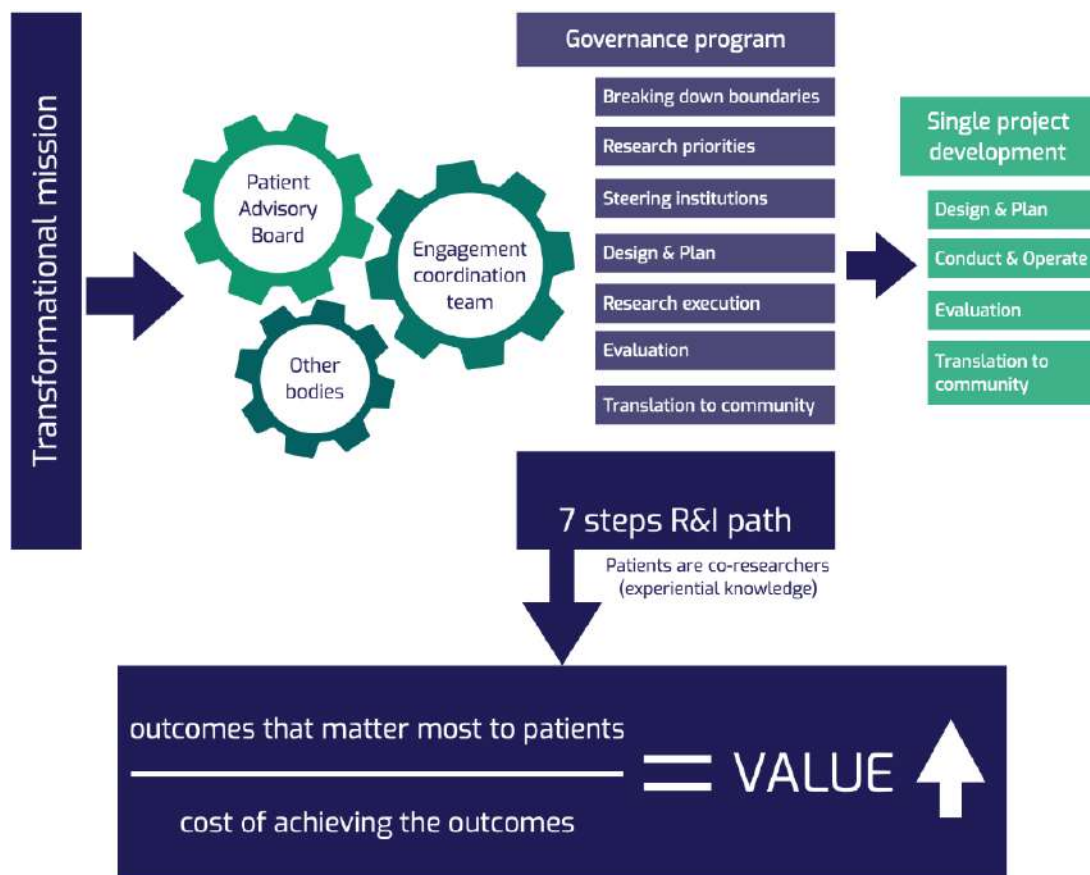 Transformational mission
Patient
Advisory
Board
Engagement
coordination
team
Other
bodies
Governance program
Breaking down boundaries
Research priorities
Steering institutions
Design & Plan
Research execution
Evaluation
Translation to community
Single project
development
Design & Plan
Conduct & Operate
Evaluation
Translation to
community
7 steps R&I path
Patients are co-researchers
(experiential knowledge)
outcomes that matter most to patients
cost of achieving the outcomes
= VALUE